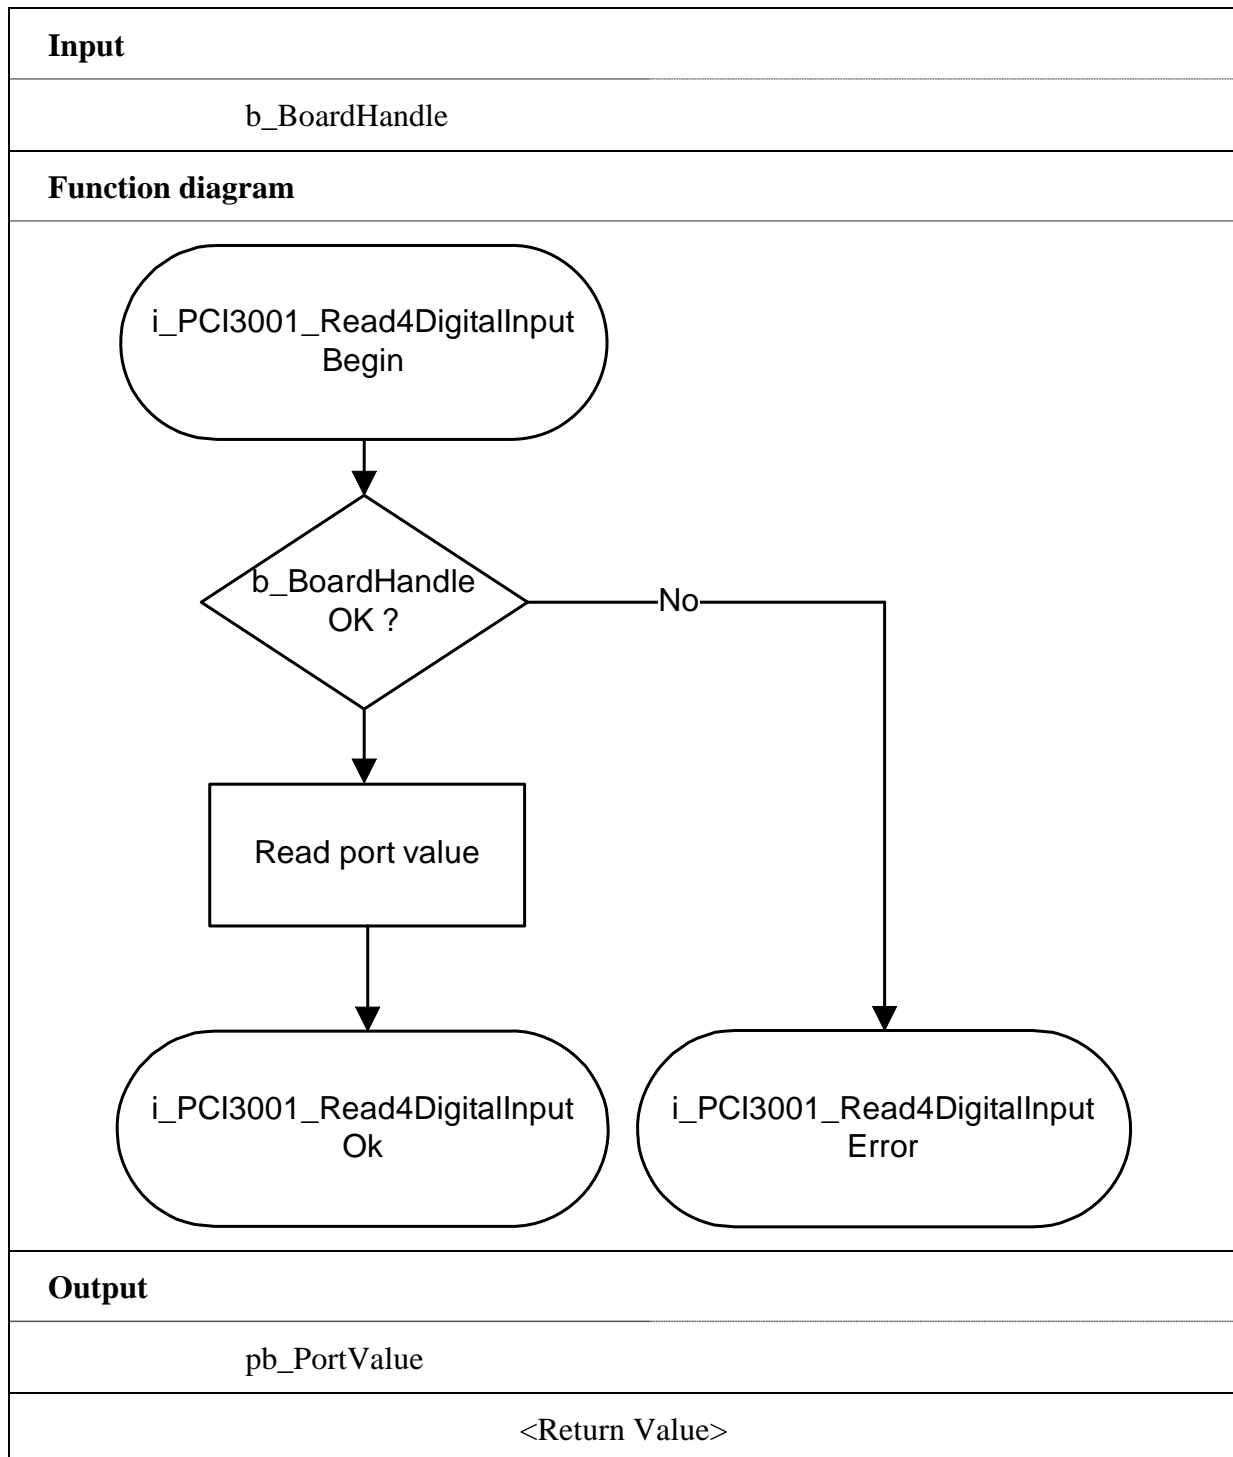 Input
b_BoardHandle
Function diagram
i_PCI3001_Read4DigitalInput
Begin
b_BoardHandle
OK ?
No
Read port value
i_PCI3001_Read4DigitalInput
Ok
i_PCI3001_Read4DigitalInput
Error
Output
pb_PortValue
<Return Value>